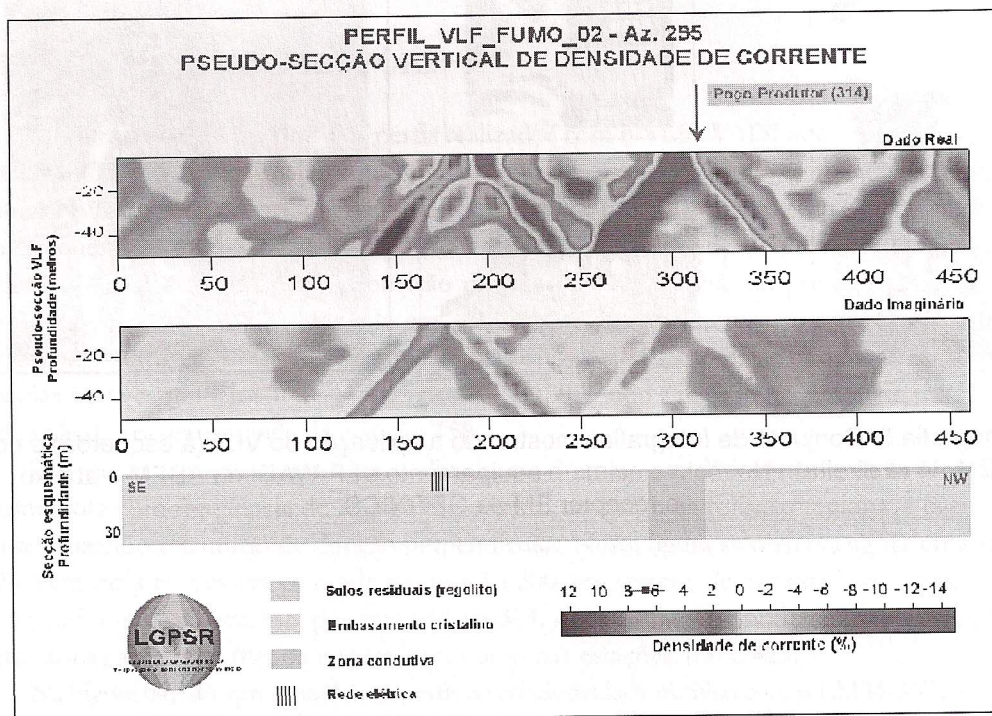 PERFIL_VLF_FUMO_02 - Az. 295
PSEUDO-SECÇÃO VERTICAL DE DENSIDADE DE CORRENTE
Poço Produtor (314)
Dado Real
-20
-40
0 50 100 150 200 250 300 350 400 450
Pseudo-secção VLF
Profundidade (metros)
Dado Imaginário
-20
-40
0 50 100 150 200 250 300 350 400 450
Secção esquemática
Profundidade (m)
0
30
SE
NW
Solos residuais (regolito)
Embasamento cristalino
Zona condutiva
Rede elétrica
LGPSR
12 10 8 6 4 2 0 -2 -4 -6 -8 -10 -12 -14
Densidade de corrente (%)